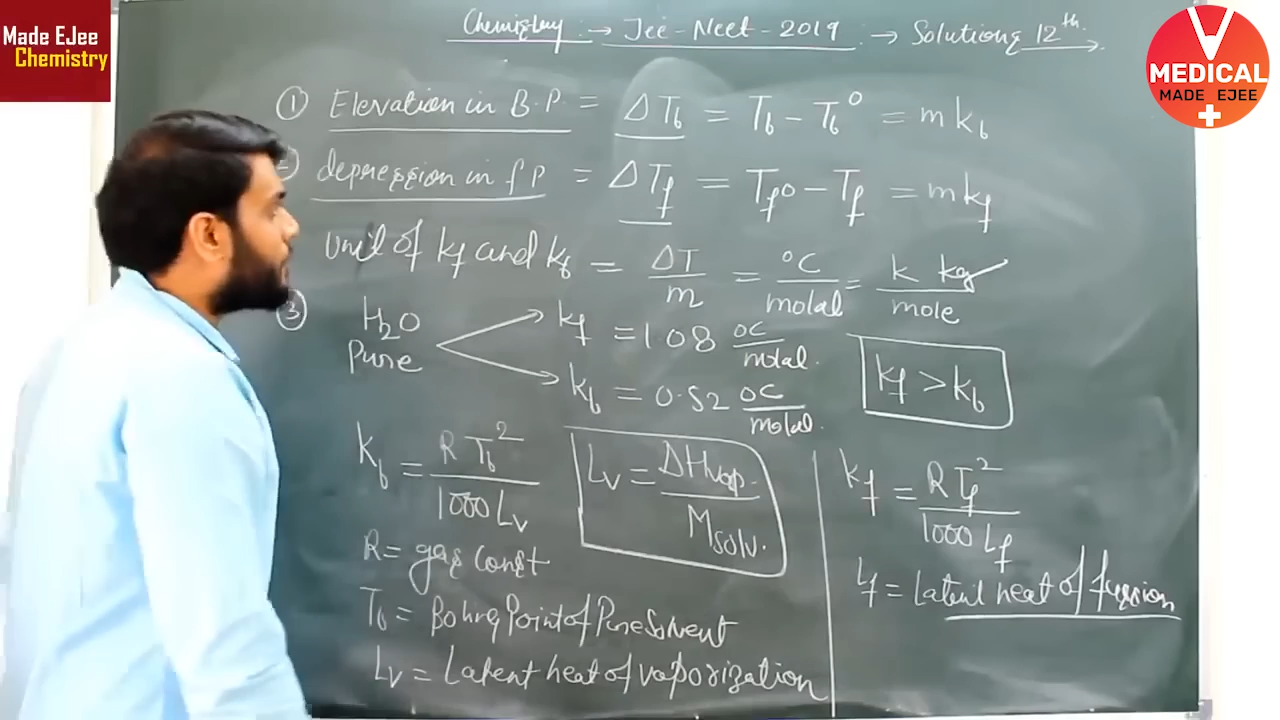 Made EJee
Chemistry
Chemistry → Jee-Neet-2019 → Solutions 12th.
V
MEDICAL
MADE EJEE
① Elevation in B.P. = ΔTb = Tb - Tb° = m kb
depression in f P = ΔTf = Tf° - Tf = m kf
unit of kf and kb = ΔT/m = °C/molal = k kg/mole
③ H2O Pure
kf = 1.08 °C/molal.
kb = 0.52 °C/molal.
kf > kb
Kb = R Tb²/1000 Lv
Lv = ΔHvap./Msolv.
kf = R Tf²/1000 Lf
R = gas const
Lf = Latent heat of fussion
Tb = Boiling Point of Pure Solvent
Lv = Latent heat of vaporization